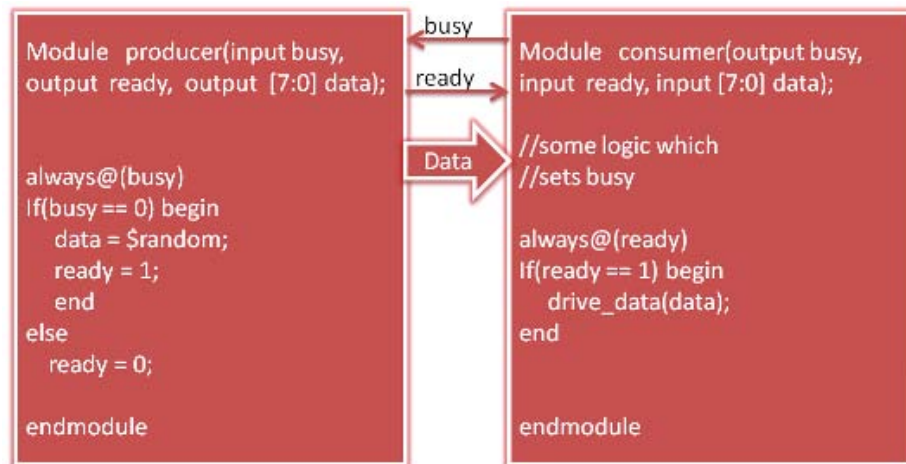 Module producer(input busy,
output ready, output [7:0] data);
always@(busy)
If(busy == 0) begin
data = $random;
ready = 1;
end
else
ready = 0;
endmodule
busy
ready
Data
Module consumer(output busy,
input ready, input [7:0] data);
//some logic which
//sets busy
always@(ready)
If(ready == 1) begin
drive_data(data);
end
endmodule